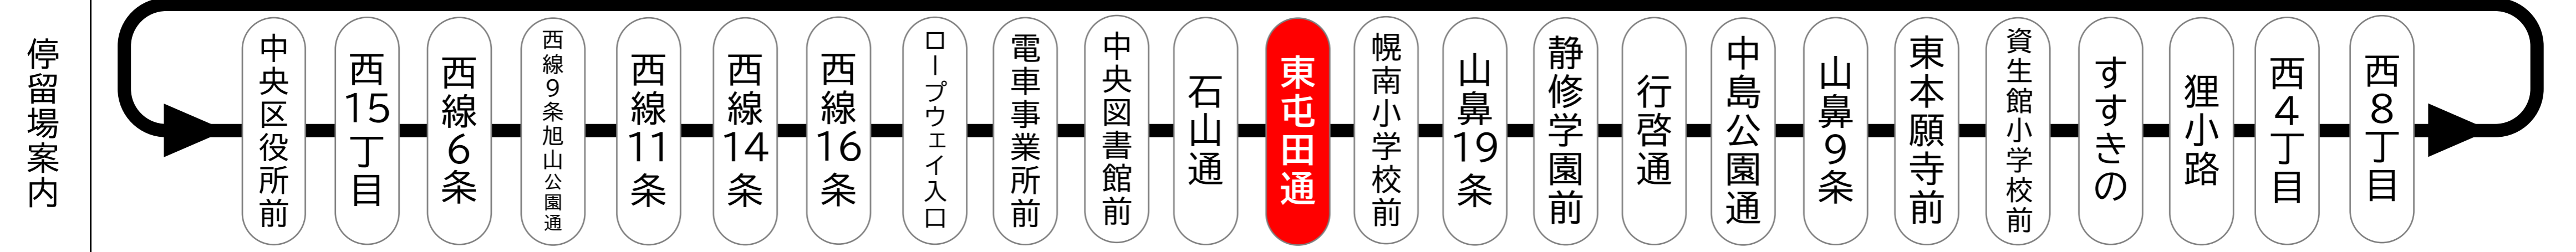 停留場案内
中央区役所前
西15丁目
西線6条
西線9条旭山公園通
西線11条
西線14条
西線16条
ロープウェイ入口
電車事業所前
中央図書館前
石山通
東屯田通
幌南小学校前
山鼻19条
静修学園前
行啓通
中島公園通
山鼻9条
東本願寺前
資生館小学校前
すすきの
狸小路
西4丁目
西8丁目